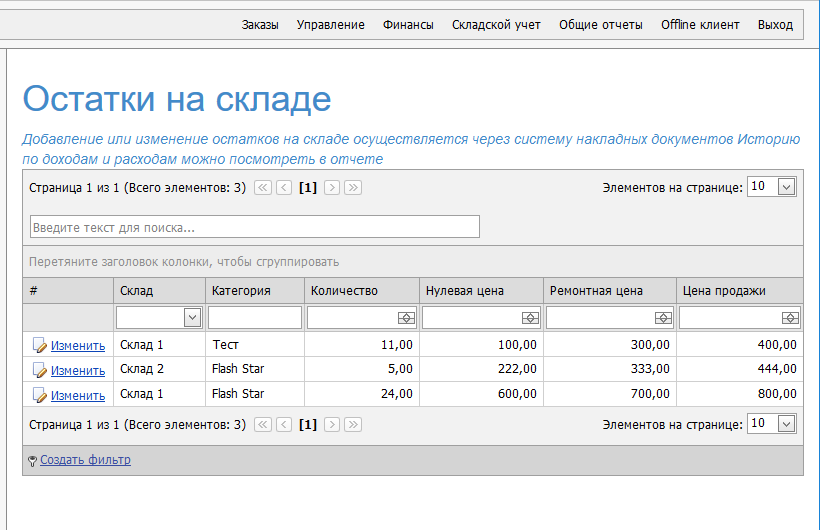 Заказы Управление Финансы Складской учет Общие отчеты Offline клиент Выход
Остатки на складе
Добавление или изменение остатков на складе осуществляется через систему накладных документов Историю
по доходам и расходам можно посмотреть в отчете
Страница 1 из 1 (Всего элементов: 3) [1] Элементов на странице: 10
Введите текст для поиска...
Перетяните заголовок колонки, чтобы сгруппировать
# Склад Категория Количество Нулевая цена Ремонтная цена Цена продажи
Изменить Склад 1 Тест 11,00 100,00 300,00 400,00
Изменить Склад 2 Flash Star 5,00 222,00 333,00 444,00
Изменить Склад 1 Flash Star 24,00 600,00 700,00 800,00
Страница 1 из 1 (Всего элементов: 3) [1] Элементов на странице: 10
Создать фильтр